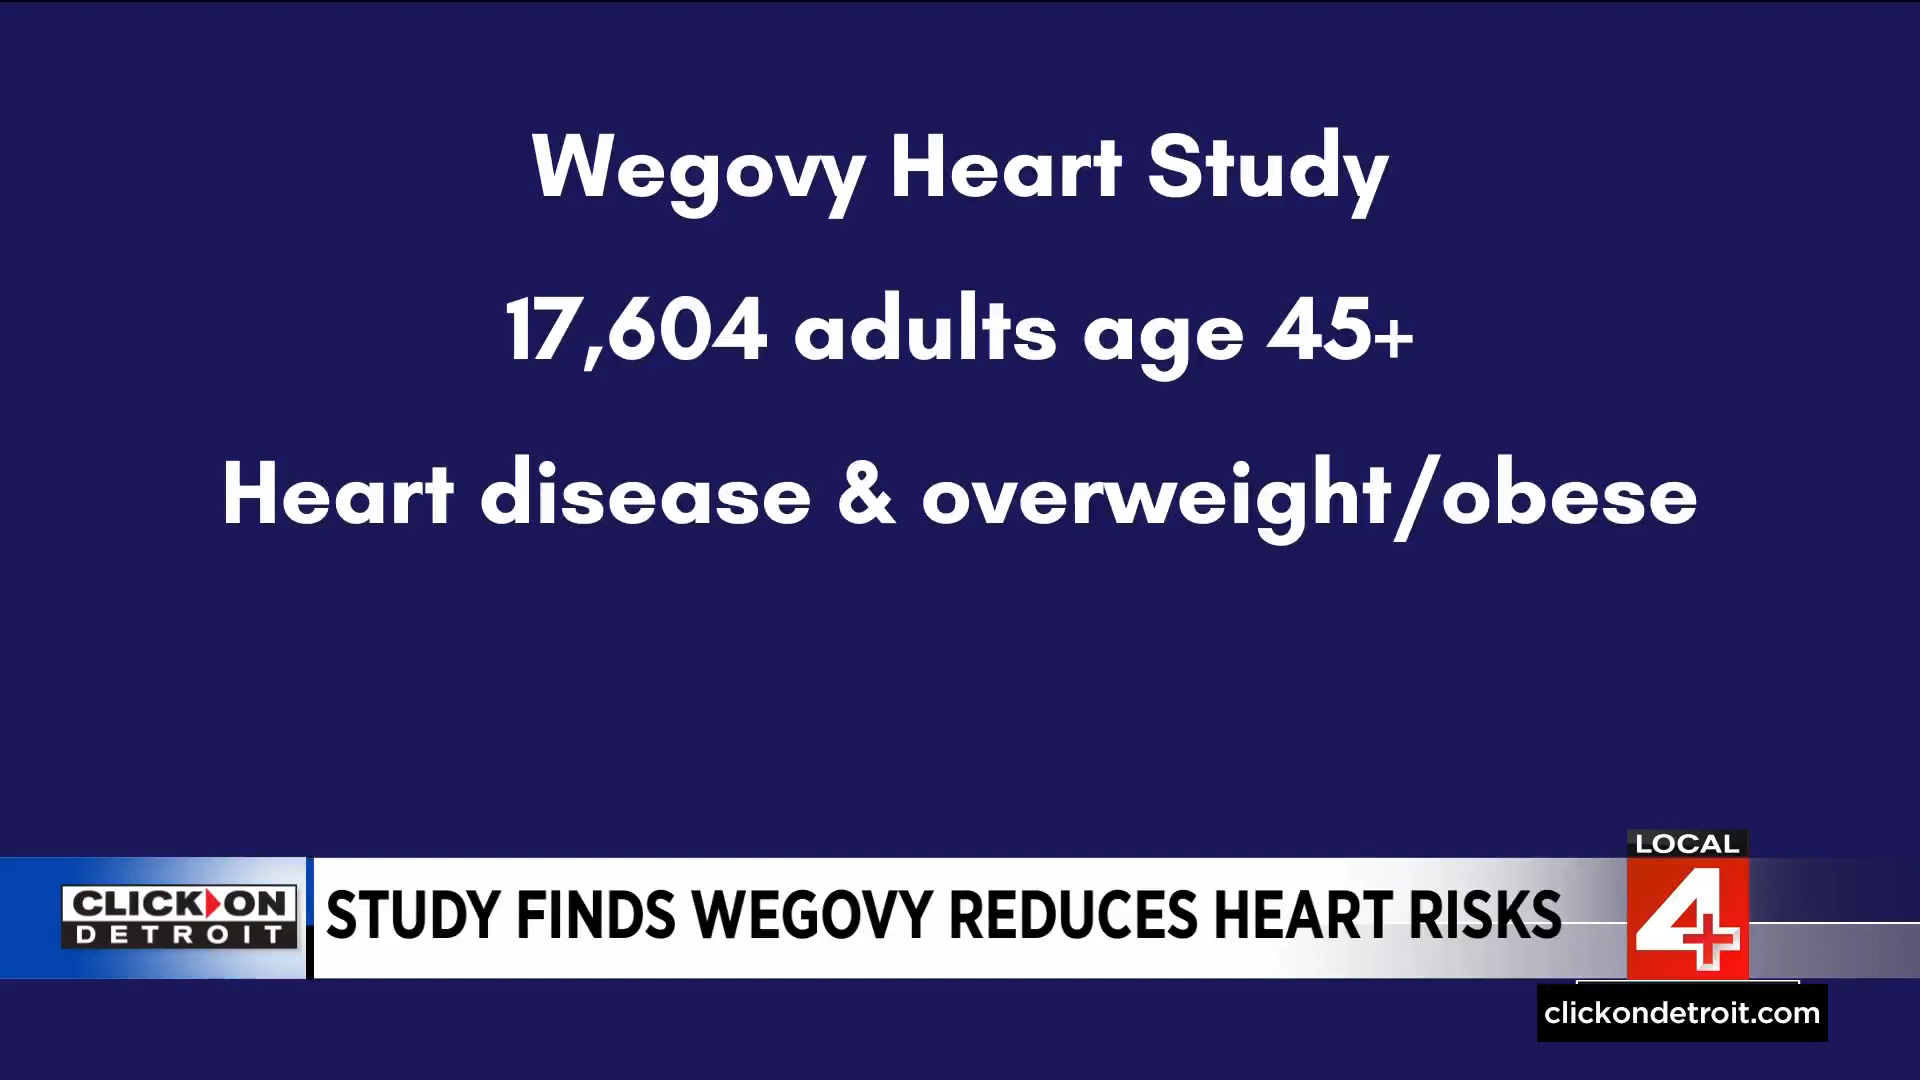 Wegovy Heart Study
17,604 adults age 45+
Heart disease & overweight/obese
CLICK ON
DETROIT
STUDY FINDS WEGOVY REDUCES HEART RISKS
LOCAL
4+
clickondetroit.com